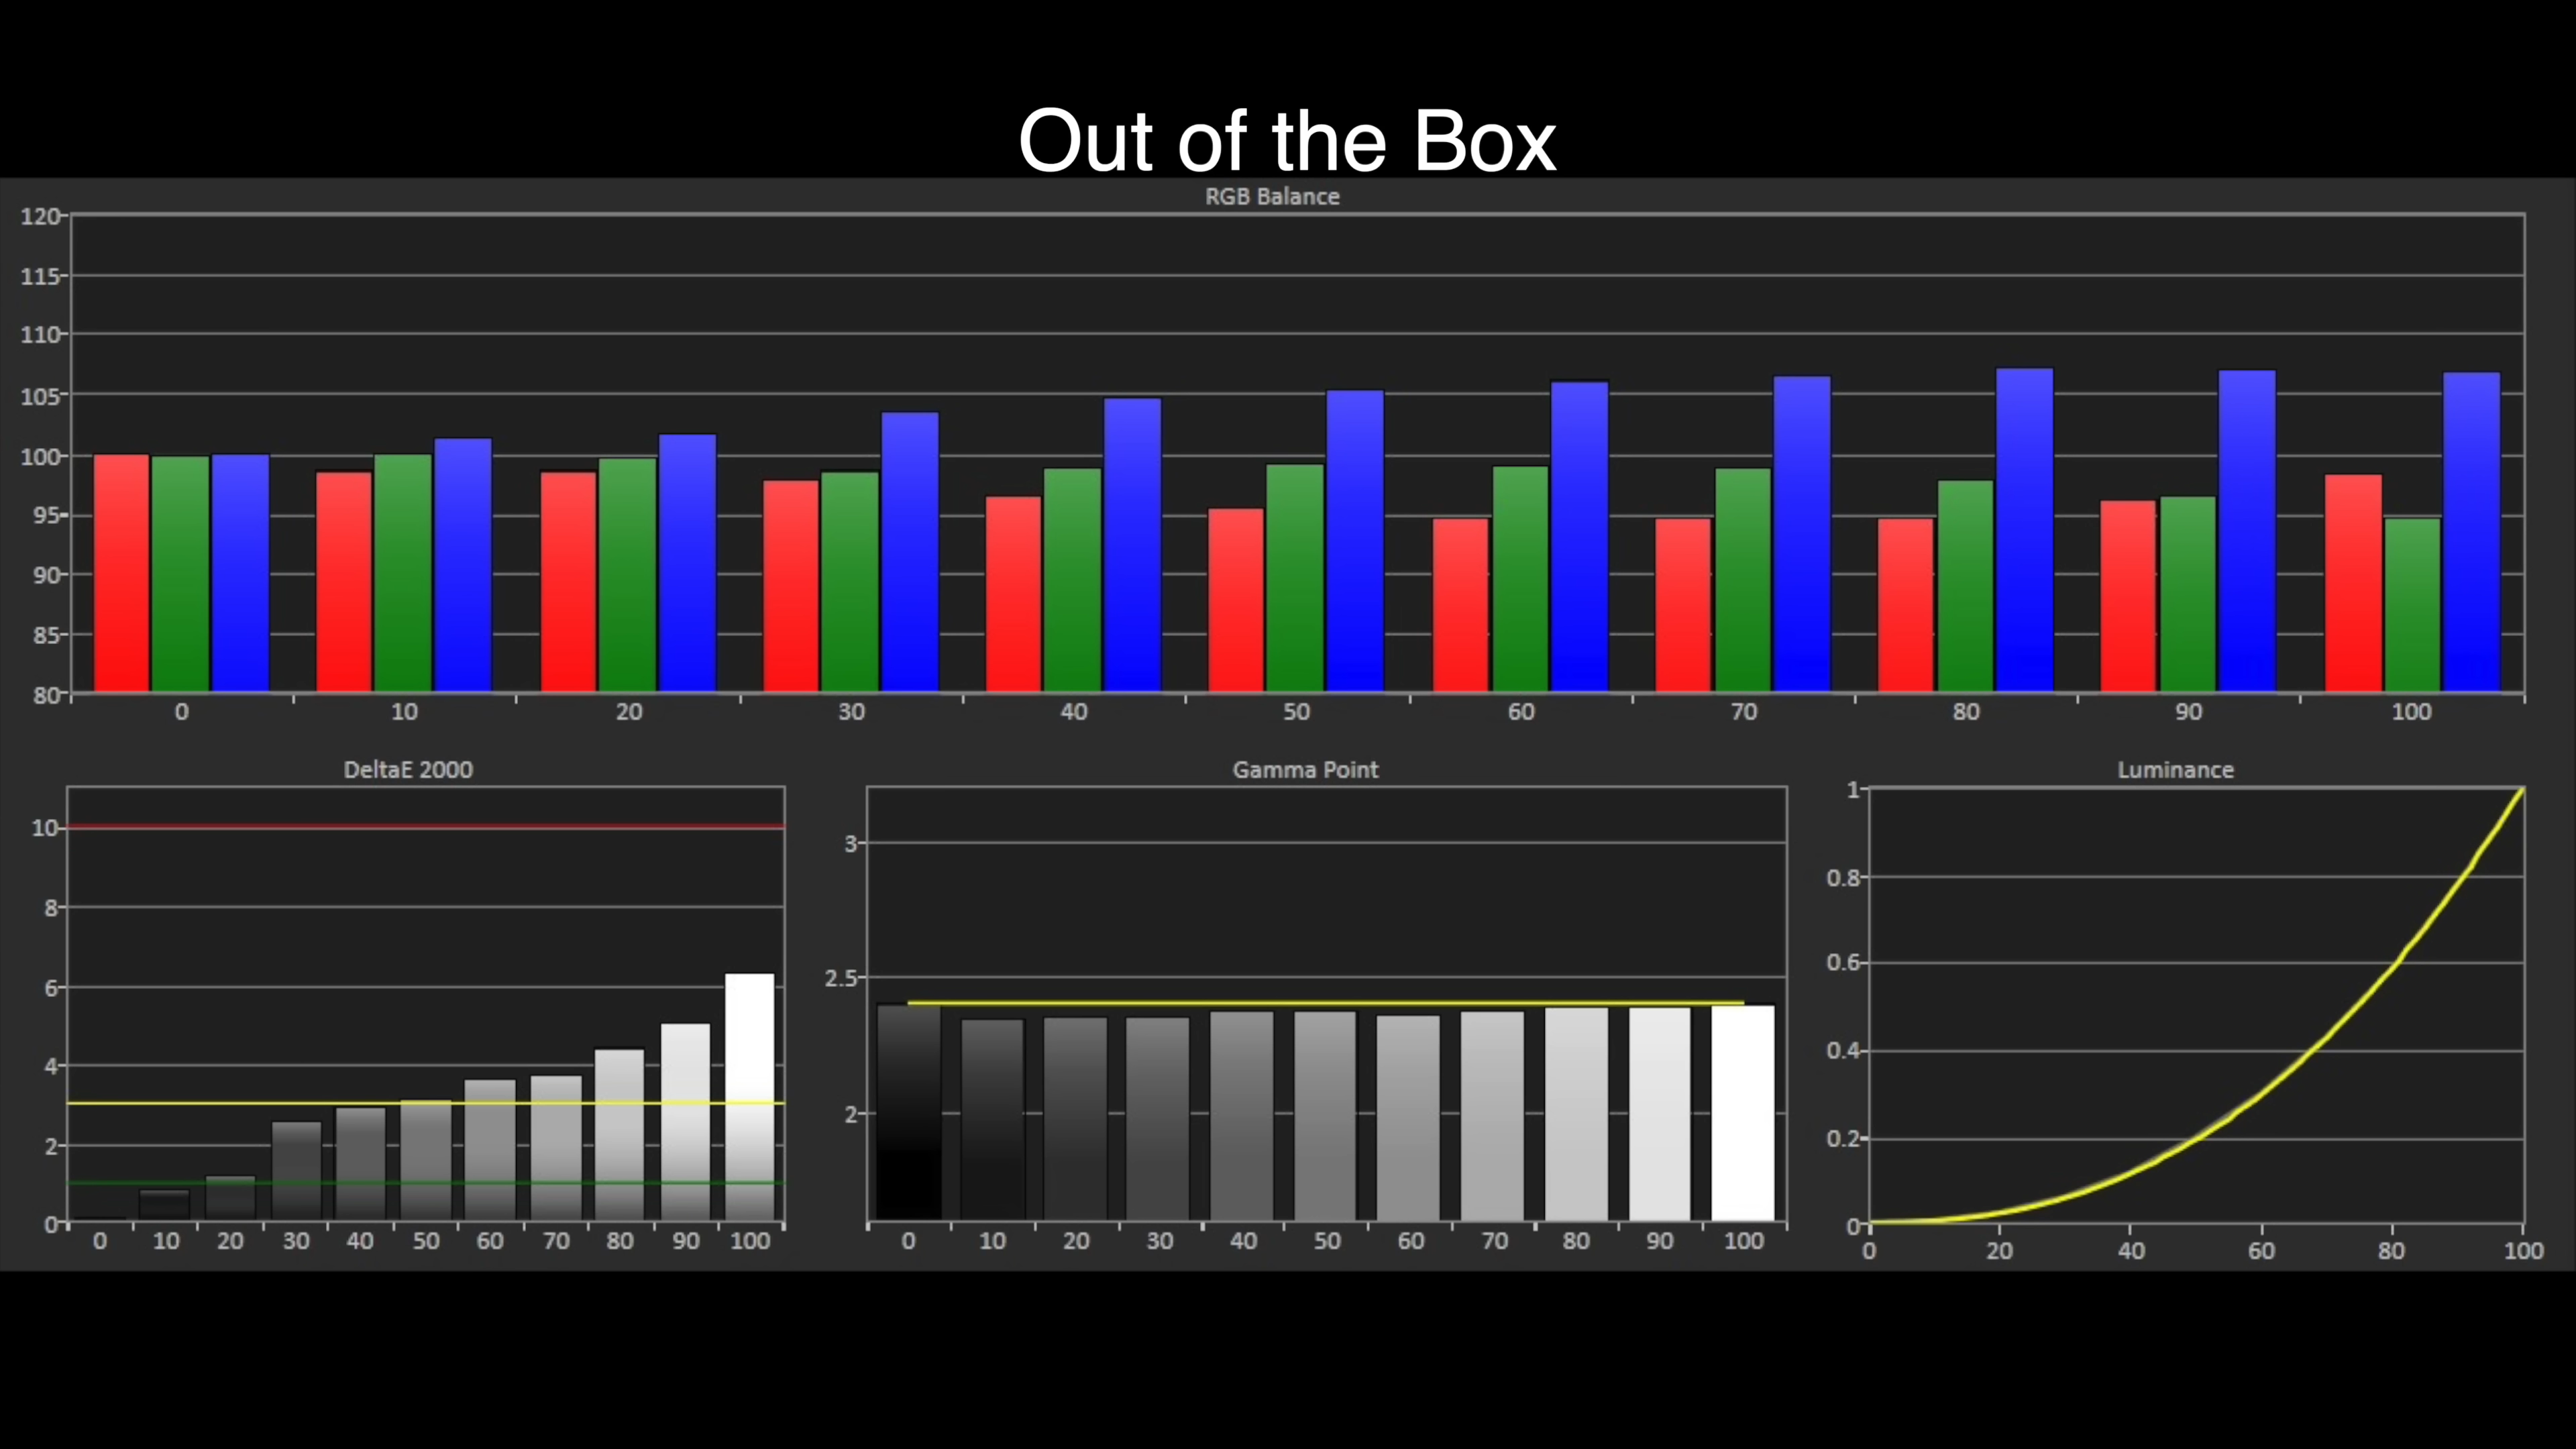 Out of the Box
RGB Balance
120
115
110
105
100
95
90
85
80
0 10 20 30 40 50 60 70 80 90 100
DeltaE 2000
10
8
6
4
2
0
0 10 20 30 40 50 60 70 80 90 100
Gamma Point
3
2.5
2
0 10 20 30 40 50 60 70 80 90 100
Luminance
1
0.8
0.6
0.4
0.2
0
0 20 40 60 80 100